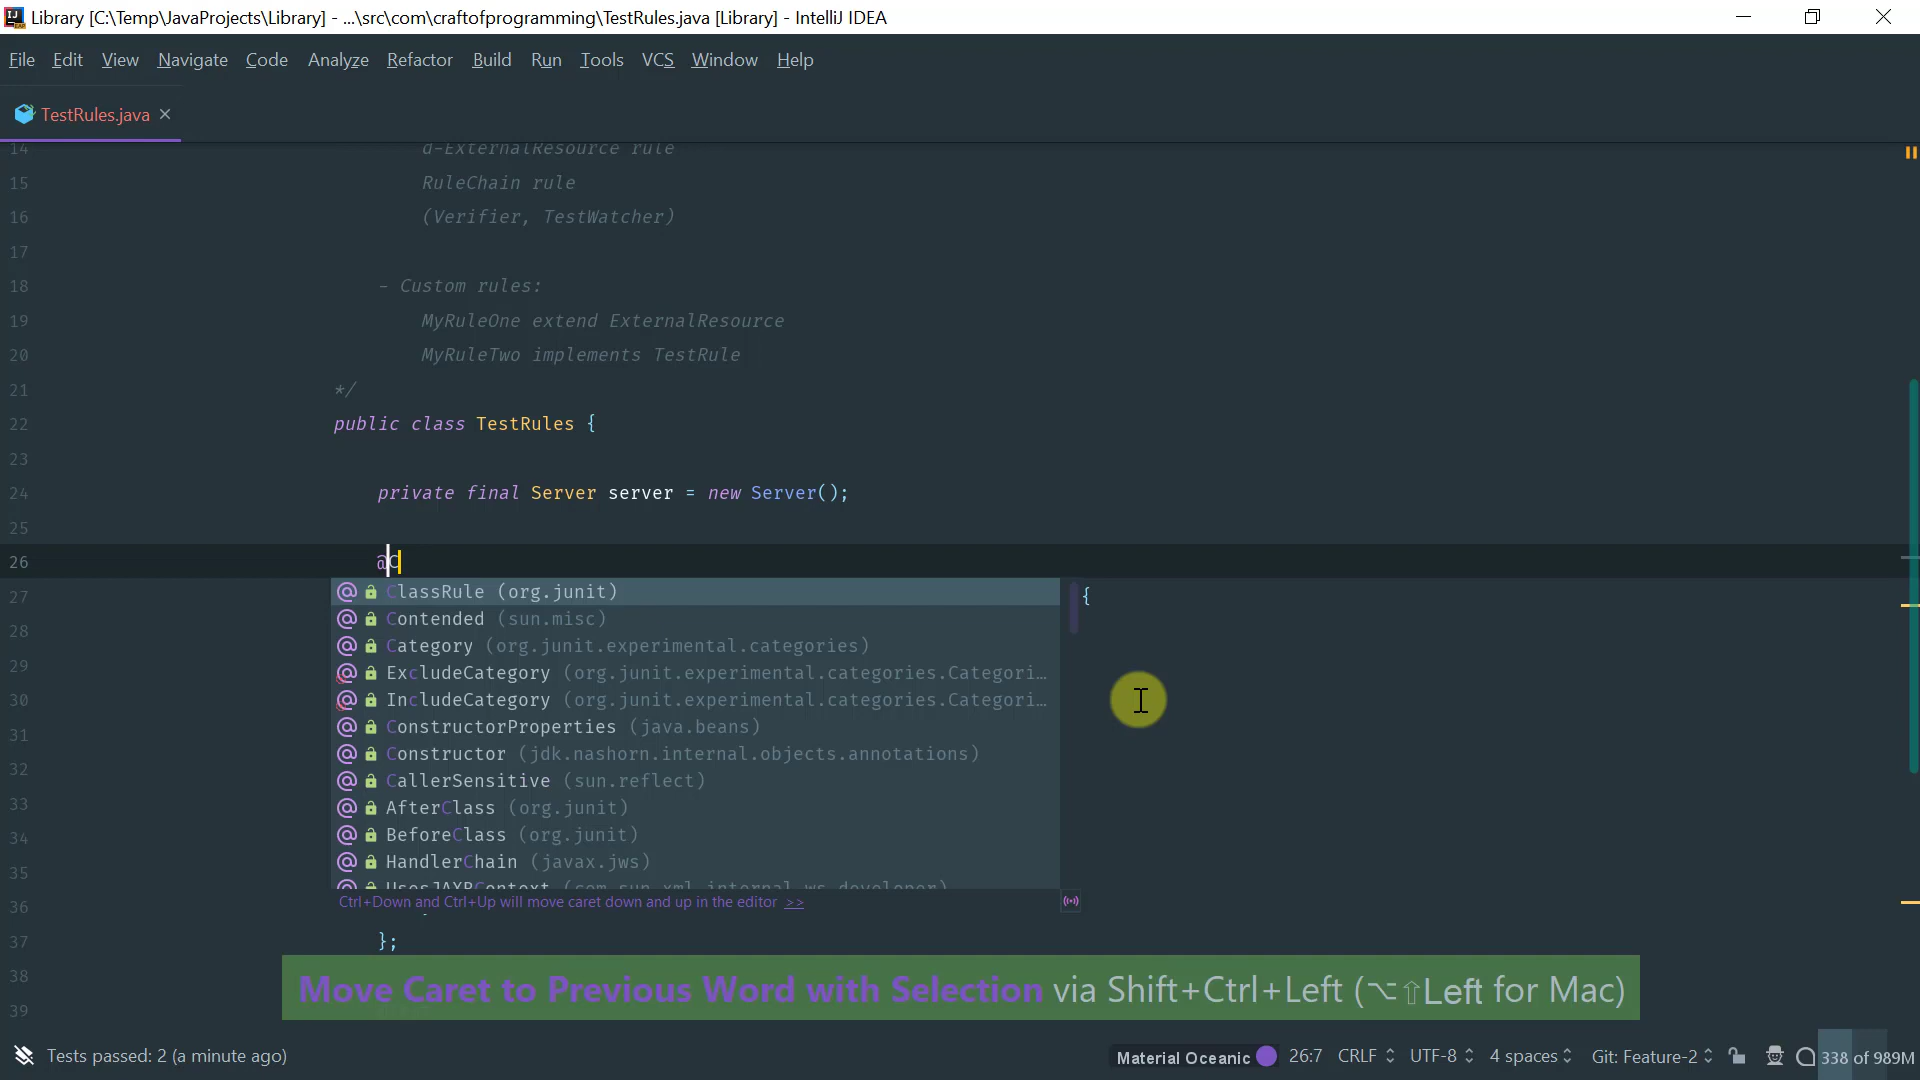 Library [C:\Temp\JavaProjects\Library] - ...\src\com\craftofprogramming\TestRules.java [Library] - IntelliJ IDEA
File Edit View Navigate Code Analyze Refactor Build Run Tools VCS Window Help
TestRules.java
14 d-ExternalResource rule
15 RuleChain rule
16 (Verifier, TestWatcher)
17
18 - Custom rules:
19 MyRuleOne extend ExternalResource
20 MyRuleTwo implements TestRule
21 */
22 public class TestRules {
23
24 private final Server server = new Server();
25
26 @C
27 {
28
29
30
31
32
33
34
35
36
37 };
38
39
@ ClassRule (org.junit)
@ Contended (sun.misc)
@ Category (org.junit.experimental.categories)
@ ExcludeCategory (org.junit.experimental.categories.Categori...
@ IncludeCategory (org.junit.experimental.categories.Categori...
@ ConstructorProperties (java.beans)
@ Constructor (jdk.nashorn.internal.objects.annotations)
@ CallerSensitive (sun.reflect)
@ AfterClass (org.junit)
@ BeforeClass (org.junit)
@ HandlerChain (javax.jws)
@ UsesJAXBContext (com.sun.xml.internal.ws.developer)
Ctrl+Down and Ctrl+Up will move caret down and up in the editor >>
Move Caret to Previous Word with Selection via Shift+Ctrl+Left (⌥⇧Left for Mac)
Tests passed: 2 (a minute ago) Material Oceanic 26:7 CRLF UTF-8 4 spaces Git: Feature-2 338 of 989M